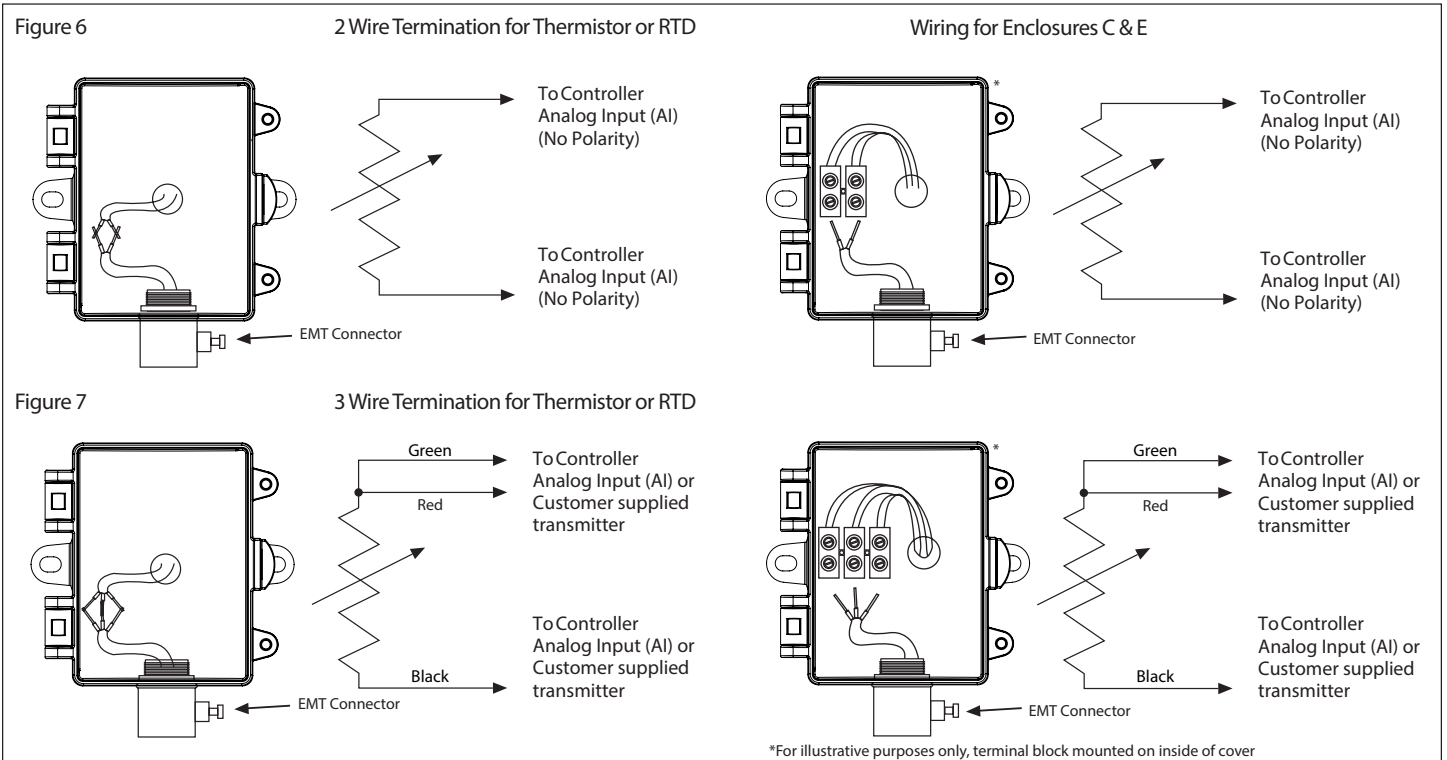 Figure 6
2 Wire Termination for Thermistor or RTD
Wiring for Enclosures C & E
To Controller
Analog Input (AI)
(No Polarity)
To Controller
Analog Input (AI)
(No Polarity)
EMT Connector
*
To Controller
Analog Input (AI)
(No Polarity)
To Controller
Analog Input (AI)
(No Polarity)
EMT Connector
Figure 7
3 Wire Termination for Thermistor or RTD
Green
Red
To Controller
Analog Input (AI) or
Customer supplied
transmitter
To Controller
Analog Input (AI) or
Customer supplied
transmitter
Black
EMT Connector
*
Green
Red
To Controller
Analog Input (AI) or
Customer supplied
transmitter
To Controller
Analog Input (AI) or
Customer supplied
transmitter
Black
EMT Connector
*For illustrative purposes only, terminal block mounted on inside of cover